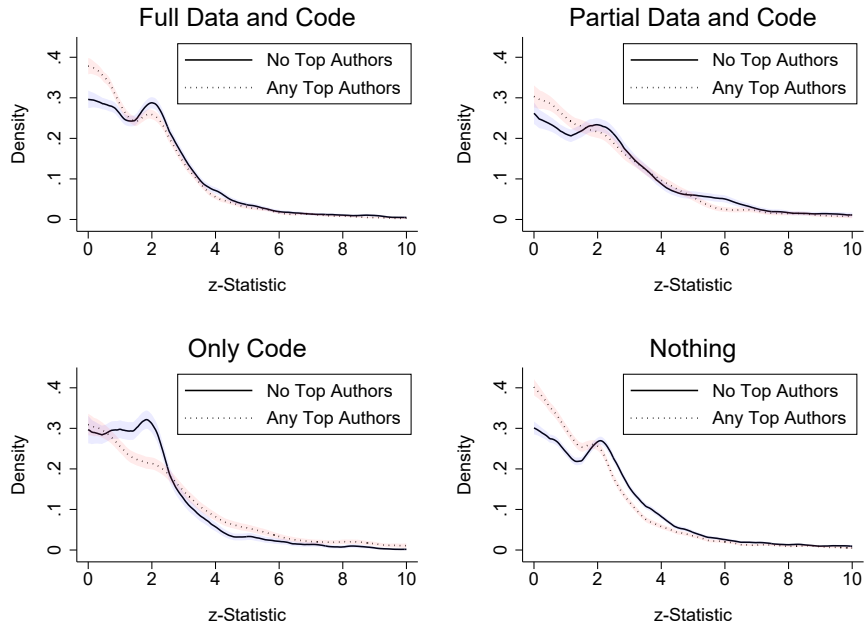 Full Data and Code
No Top Authors
Any Top Authors
Density
.4
.3
.2
.1
0
0 2 4 6 8 10
z-Statistic
Partial Data and Code
No Top Authors
Any Top Authors
Density
.4
.3
.2
.1
0
0 2 4 6 8 10
z-Statistic
Only Code
No Top Authors
Any Top Authors
Density
.4
.3
.2
.1
0
0 2 4 6 8 10
z-Statistic
Nothing
No Top Authors
Any Top Authors
Density
.4
.3
.2
.1
0
0 2 4 6 8 10
z-Statistic